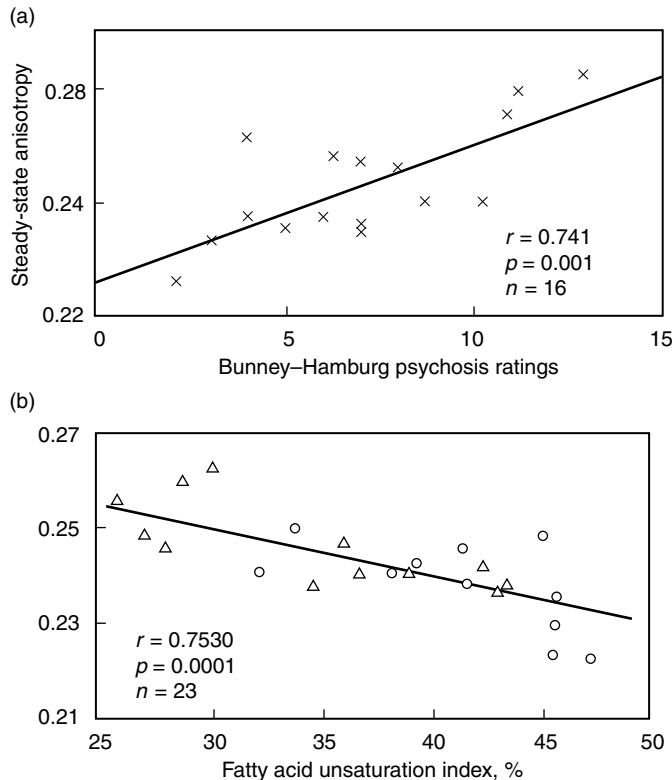 (a)
Steady-state anisotropy
0.28
0.24
0.22
r = 0.741
p = 0.001
n = 16
0 5 10 15
Bunney–Hamburg psychosis ratings
(b)
0.27
0.25
0.23
0.21
r = 0.7530
p = 0.0001
n = 23
25 30 35 40 45 50
Fatty acid unsaturation index, %